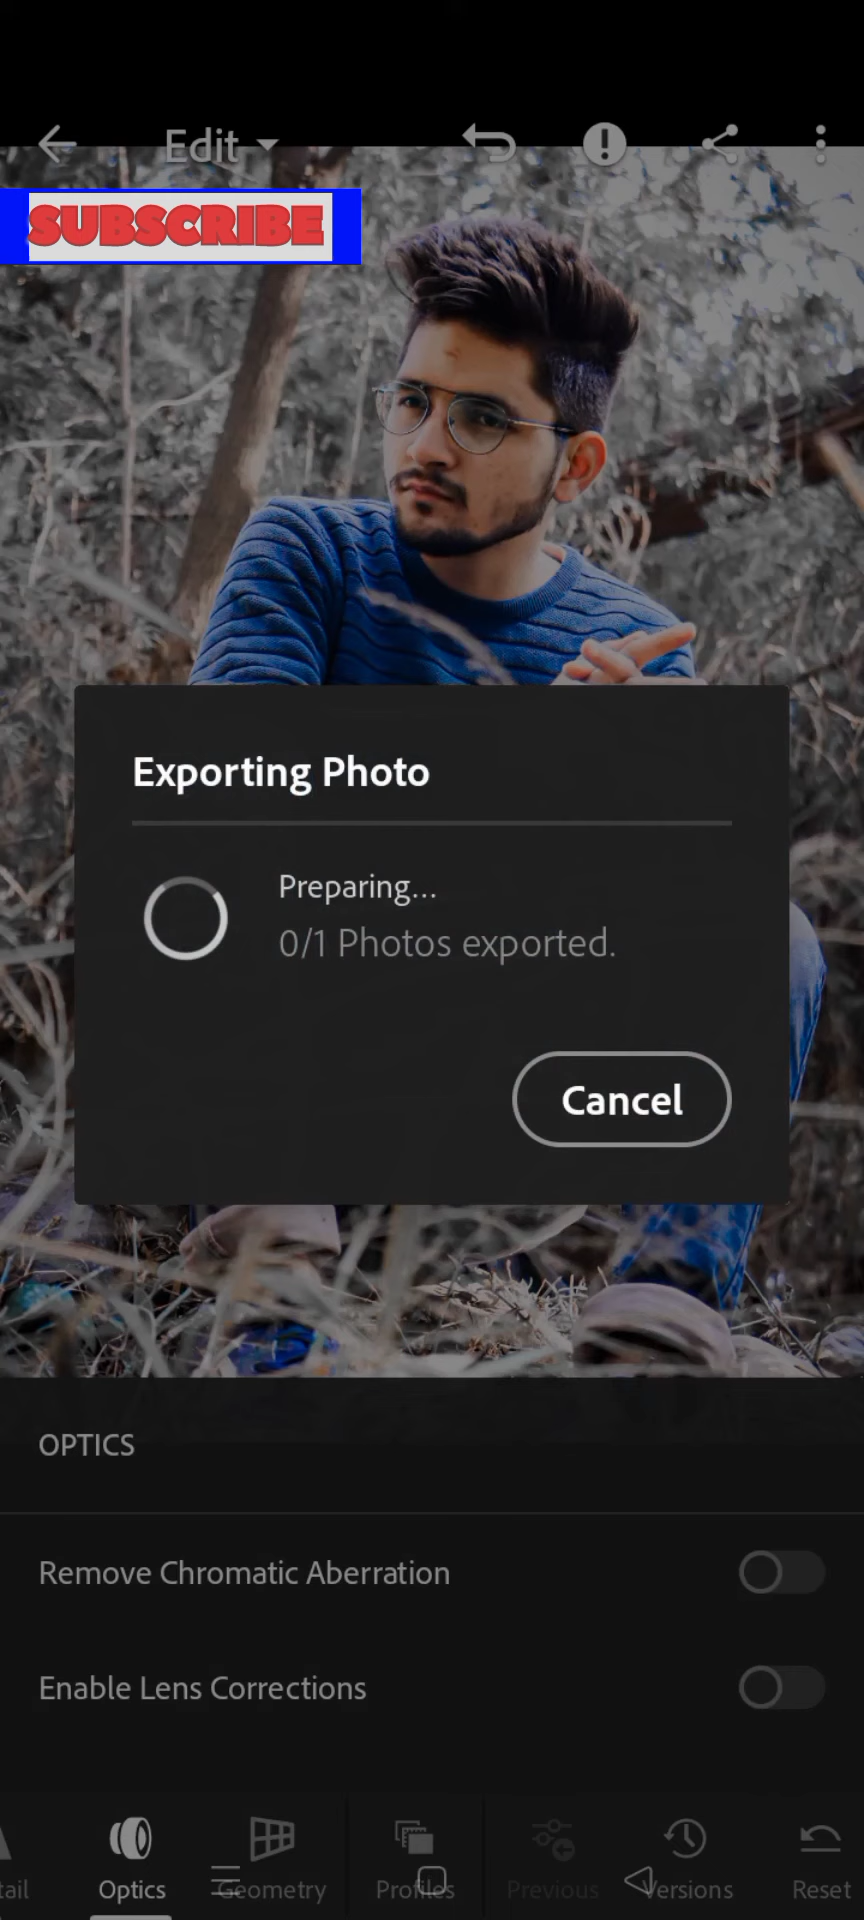 Edit
SUBSCRIBE
Exporting Photo
Preparing...
0/1 Photos exported.
Cancel
OPTICS
Remove Chromatic Aberration
Enable Lens Corrections
tail Optics Geometry Profiles Previous Versions Reset